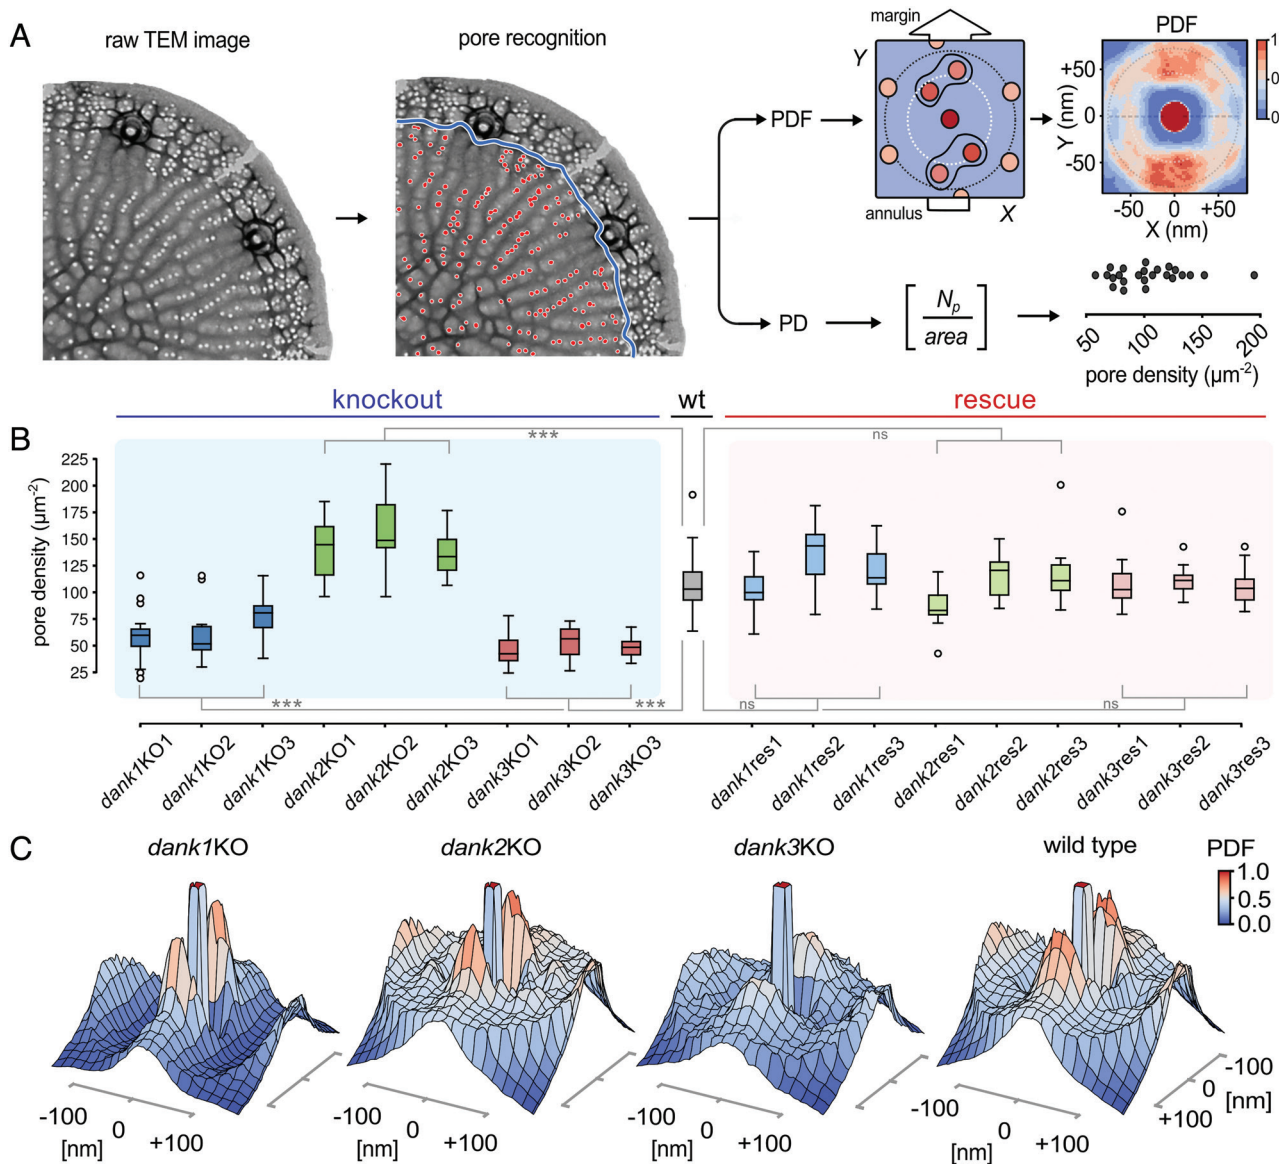 A
raw TEM image
pore recognition
margin
Y
annulus
X
PDF
PD
N_p
area
PDF
+50
0
-50
Y (nm)
-50 0 +50
X (nm)
1
0
50 100 150 200
pore density (µm-2)
knockout
wt
rescue
B
***
ns
225
200
175
150
125
100
75
50
25
pore density (µm-2)
***
***
ns
ns
dank1KO1
dank1KO2
dank1KO3
dank2KO1
dank2KO2
dank2KO3
dank3KO1
dank3KO2
dank3KO3
dank1res1
dank1res2
dank1res3
dank2res1
dank2res2
dank2res3
dank3res1
dank3res2
dank3res3
C
dank1KO
dank2KO
dank3KO
wild type
PDF
1.0
0.5
0.0
-100 0 +100
[nm]
-100 0 +100
[nm]
-100 0 +100
[nm]
-100 0 +100
[nm]
-100
0
+100
[nm]